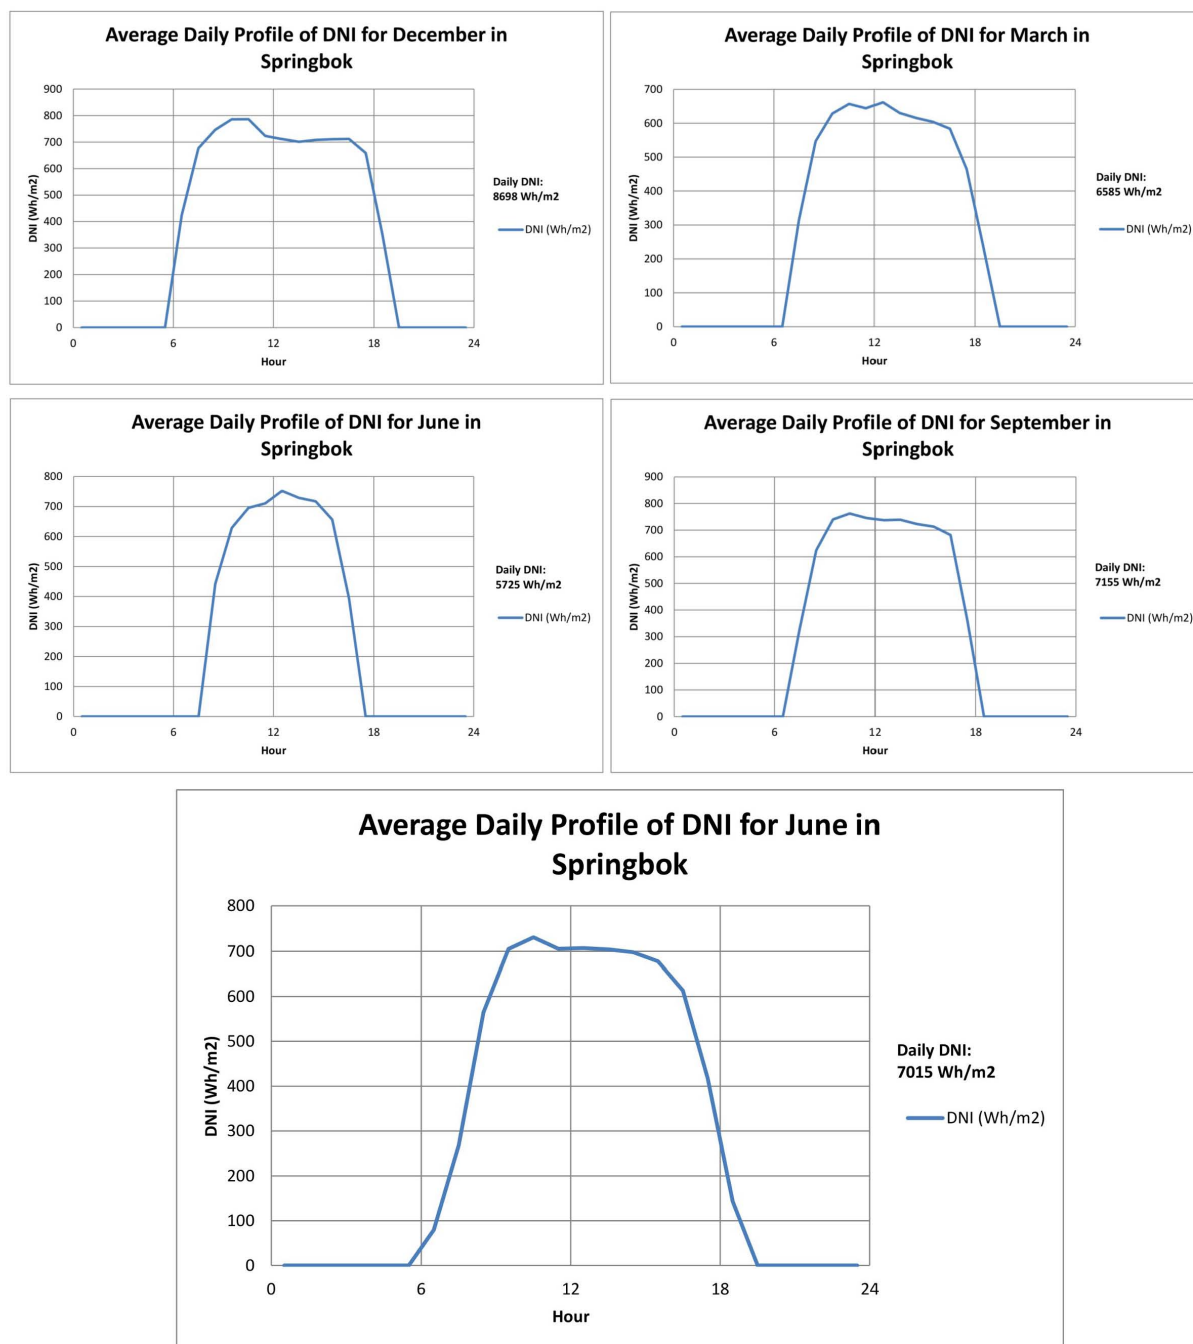 Average Daily Profile of DNI for December in
Springbok
900
800
700
600
500
400
300
200
100
0
DNI (Wh/m2)
0 6 12 18 24
Hour
Daily DNI:
8698 Wh/m2
DNI (Wh/m2)
Average Daily Profile of DNI for March in
Springbok
700
600
500
400
300
200
100
0
DNI (Wh/m2)
0 6 12 18 24
Hour
Daily DNI:
6585 Wh/m2
DNI (Wh/m2)
Average Daily Profile of DNI for June in
Springbok
800
700
600
500
400
300
200
100
0
DNI (Wh/m2)
0 6 12 18 24
Hour
Daily DNI:
5725 Wh/m2
DNI (Wh/m2)
Average Daily Profile of DNI for September in
Springbok
900
800
700
600
500
400
300
200
100
0
DNI (Wh/m2)
0 6 12 18 24
Hour
Daily DNI:
7155 Wh/m2
DNI (Wh/m2)
Average Daily Profile of DNI for June in
Springbok
800
700
600
500
400
300
200
100
0
DNI (Wh/m2)
0 6 12 18 24
Hour
Daily DNI:
7015 Wh/m2
DNI (Wh/m2)